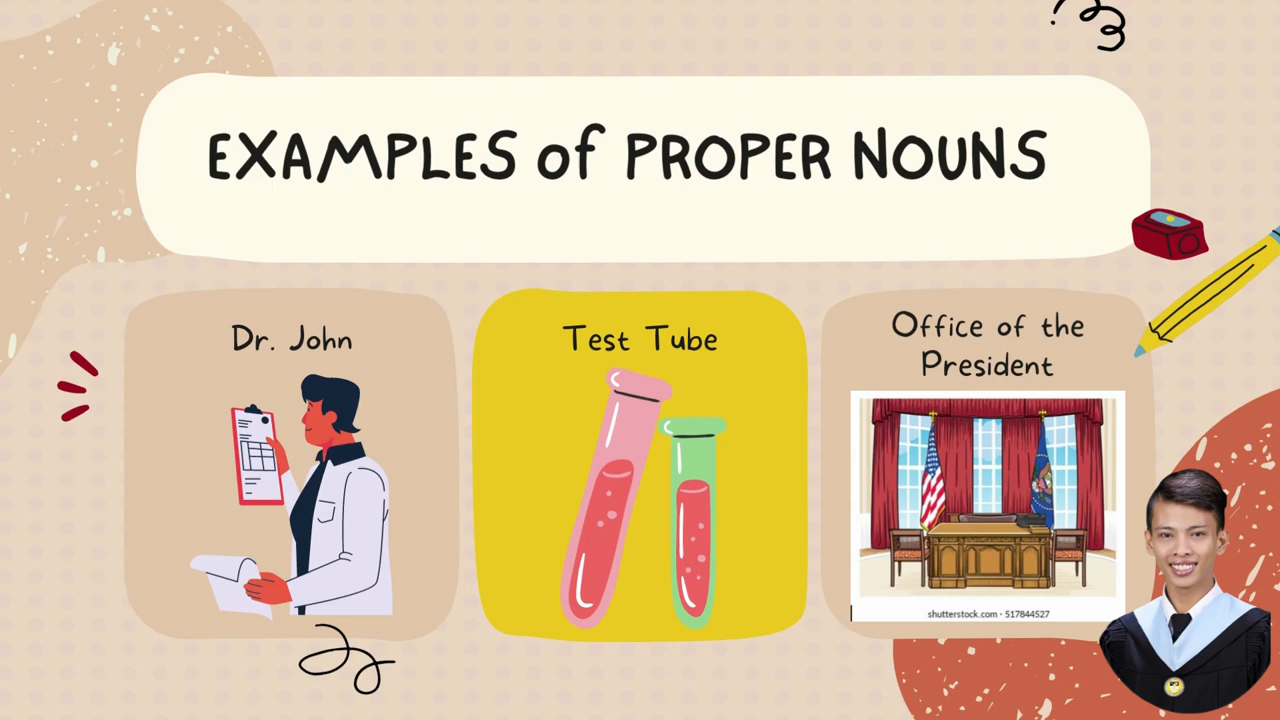 EXAMPLES of PROPER NOUNS
Dr. John
Test Tube
Office of the
President
shutterstock.com · 517844527